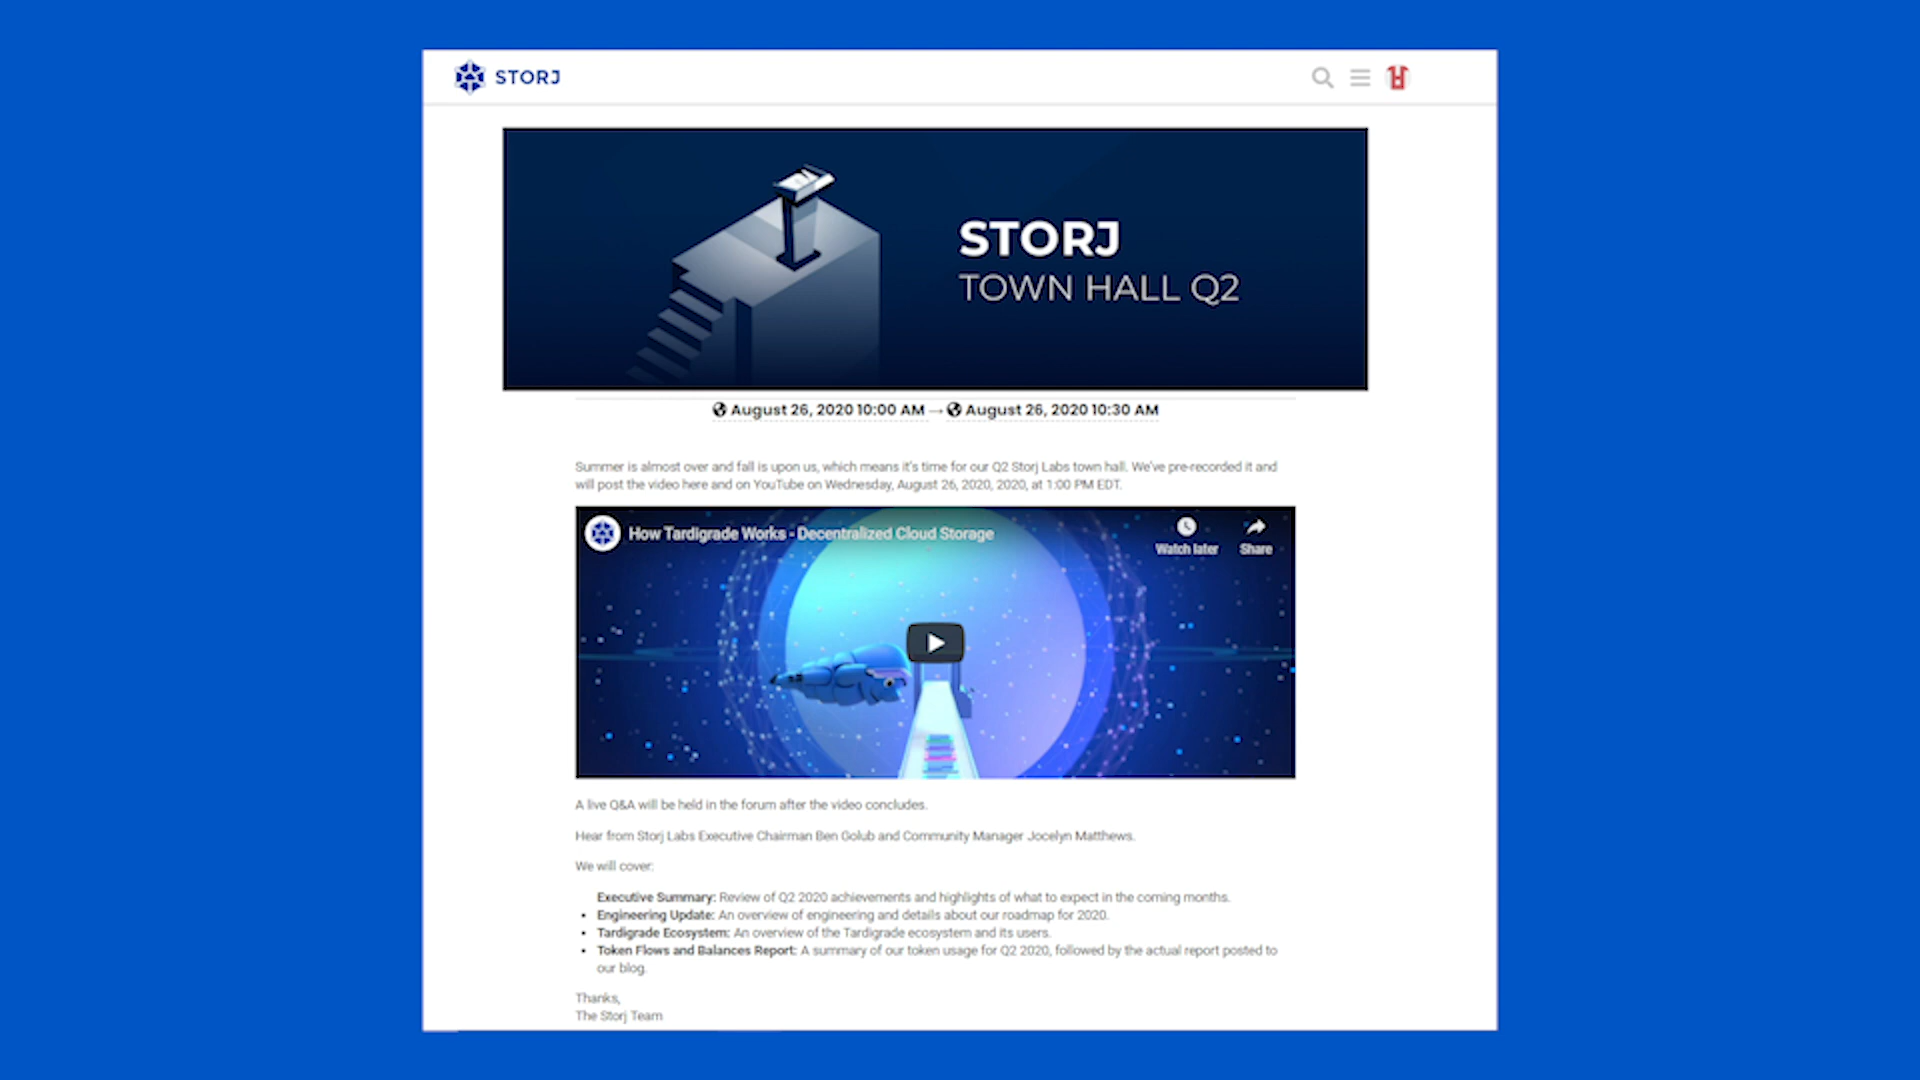 STORJ
STORJ
TOWN HALL Q2
August 26, 2020 10:00 AM → August 26, 2020 10:30 AM
Summer is almost over and fall is upon us, which means it's time for our Q2 Storj Labs town hall. We've pre-recorded it and
will post the video here and on YouTube on Wednesday, August 26, 2020, 2020, at 1:00 PM EDT.
How Tardigrade Works - Decentralized Cloud Storage
Watch later
Share
A live Q&A will be held in the forum after the video concludes.
Hear from Storj Labs Executive Chairman Ben Golub and Community Manager Jocelyn Matthews.
We will cover:
Executive Summary: Review of Q2 2020 achievements and highlights of what to expect in the coming months.
• Engineering Update: An overview of engineering and details about our roadmap for 2020.
• Tardigrade Ecosystem: An overview of the Tardigrade ecosystem and its users.
• Token Flows and Balances Report: A summary of our token usage for Q2 2020, followed by the actual report posted to
our blog.
Thanks,
The Storj Team